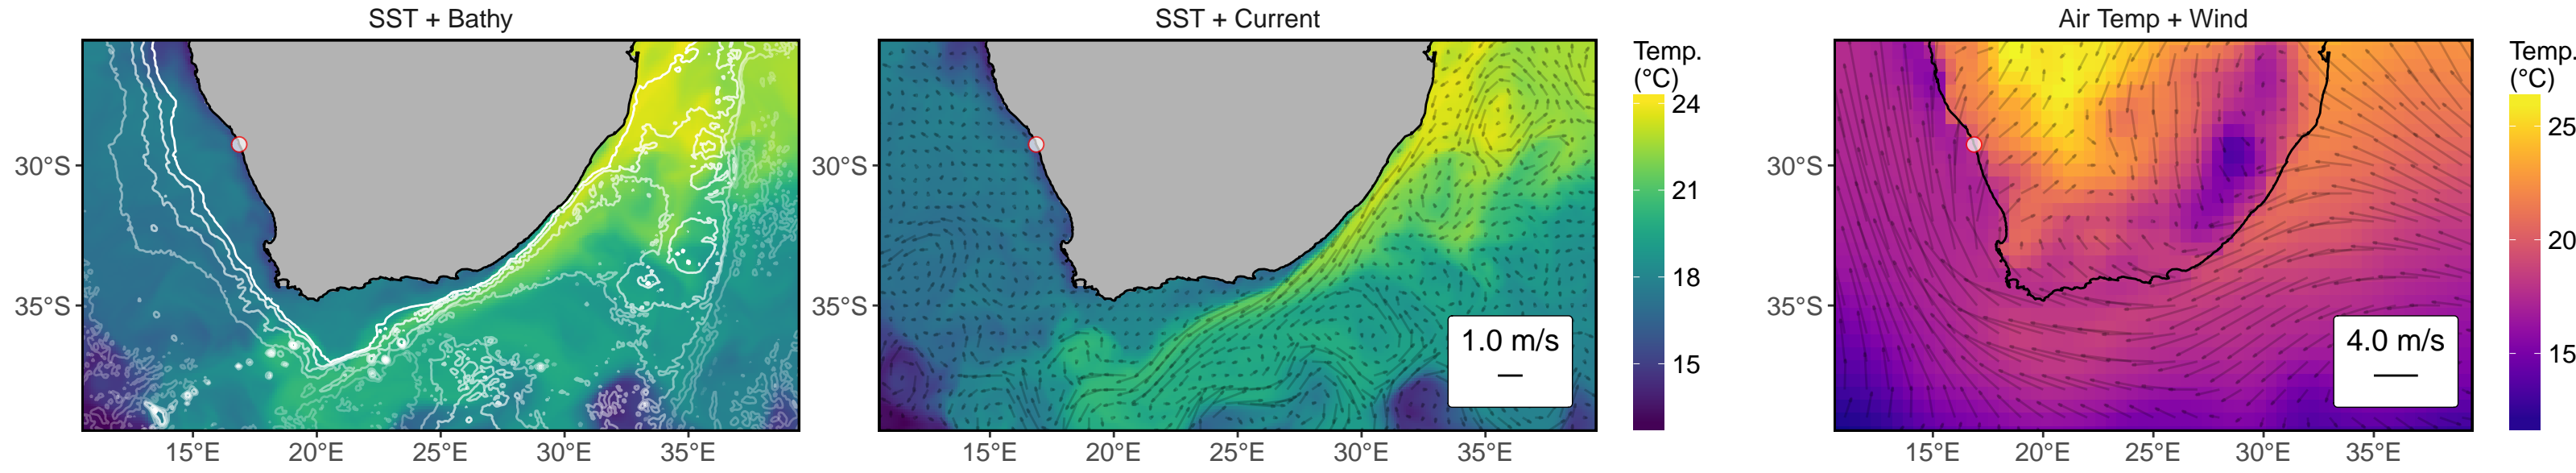 SST + Bathy
30°S
35°S
15°E 20°E 25°E 30°E 35°E
SST + Current
30°S
35°S
15°E 20°E 25°E 30°E 35°E
1.0 m/s
Temp.
(°C)
24
21
18
15
Air Temp + Wind
30°S
35°S
15°E 20°E 25°E 30°E 35°E
4.0 m/s
Temp.
(°C)
25
20
15